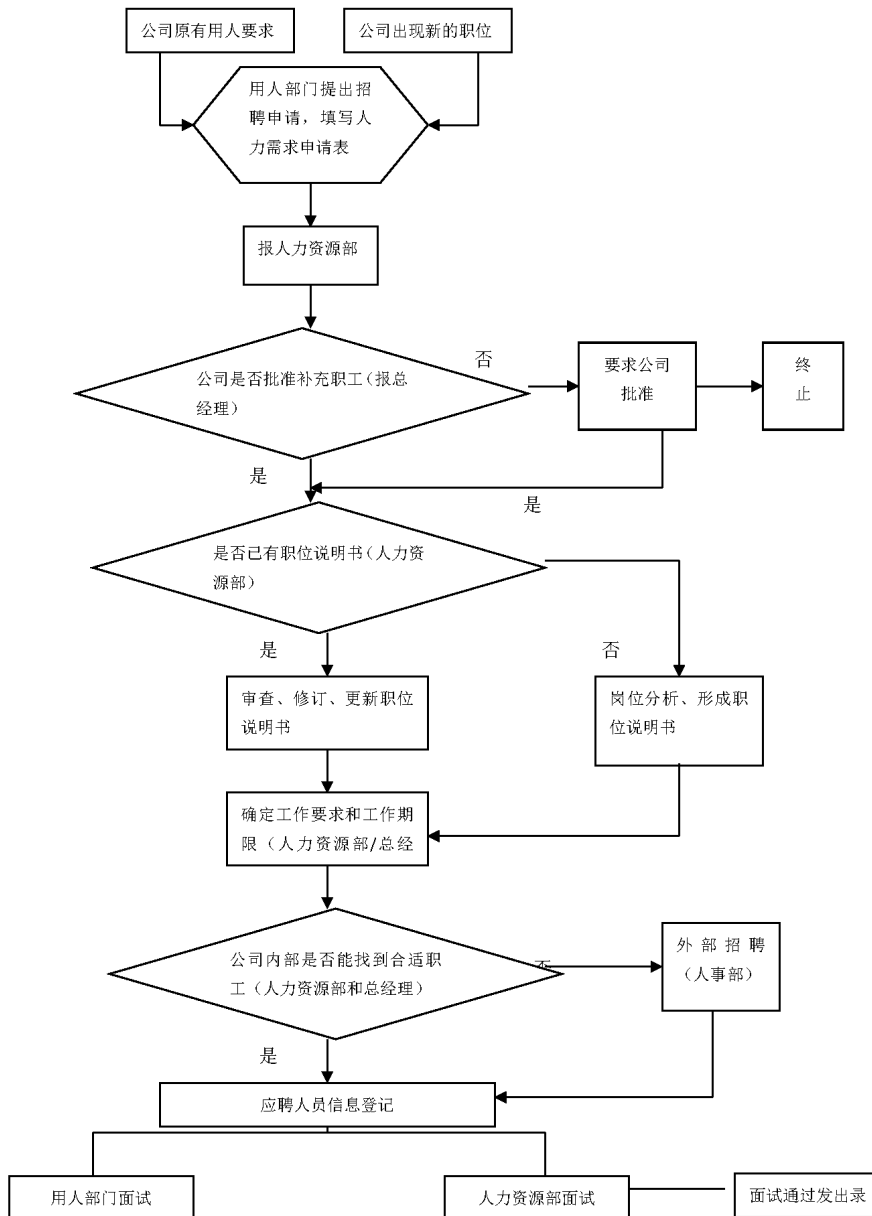 公司原有用人要求
公司出现新的职位
用人部门提出招
聘申请，填写人
力需求申请表
报人力资源部
公司是否批准补充职工（报总
经理）
否
要求公司
批准
终
止
是
是
是否已有职位说明书（人力资
源部）
是
否
审查、修订、更新职位
说明书
岗位分析、形成职
位说明书
确定工作要求和工作期
限（人力资源部/总经
公司内部是否能找到合适职
工（人力资源部和总经理）
否
外部招聘
（人事部）
是
应聘人员信息登记
用人部门面试
人力资源部面试
面试通过发出录